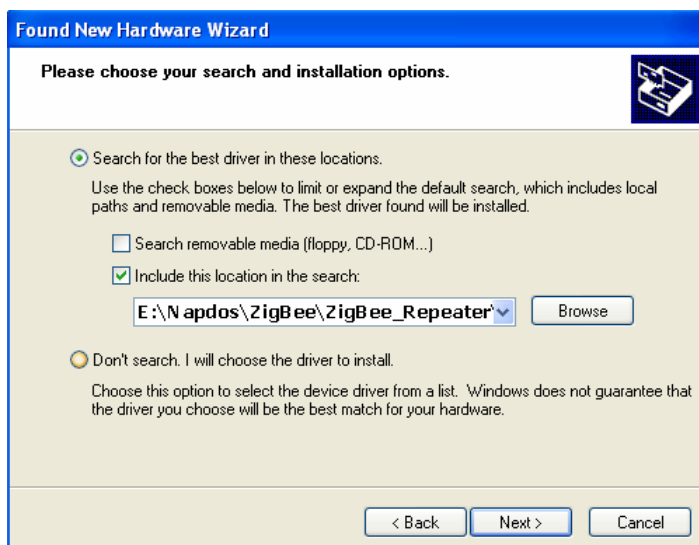 Found New Hardware Wizard
Please choose your search and installation options.
Search for the best driver in these locations.
Use the check boxes below to limit or expand the default search, which includes local
paths and removable media. The best driver found will be installed.
Search removable media (floppy, CD-ROM...)
Include this location in the search:
E:\Napdos\ZigBee\ZigBee_Repeater\
Browse
Don't search. I will choose the driver to install.
Choose this option to select the device driver from a list. Windows does not guarantee that
the driver you choose will be the best match for your hardware.
< Back
Next >
Cancel